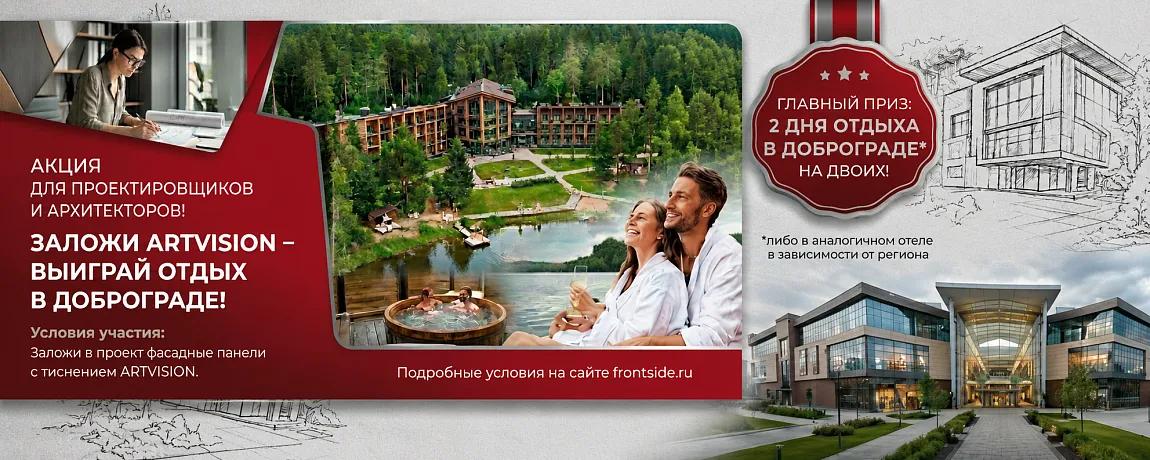 АКЦИЯ
ДЛЯ ПРОЕКТИРОВЩИКОВ
И АРХИТЕКТОРОВ!
ЗАЛОЖИ ARTVISION –
ВЫИГРАЙ ОТДЫХ
В ДОБРОГРАДЕ!
Условия участия:
Заложи в проект фасадные панели
с тиснением ARTVISION.
Подробные условия на сайте frontside.ru
ГЛАВНЫЙ ПРИЗ:
2 ДНЯ ОТДЫХА
В ДОБРОГРАДЕ*
НА ДВОИХ!
*либо в аналогичном отеле
в зависимости от региона